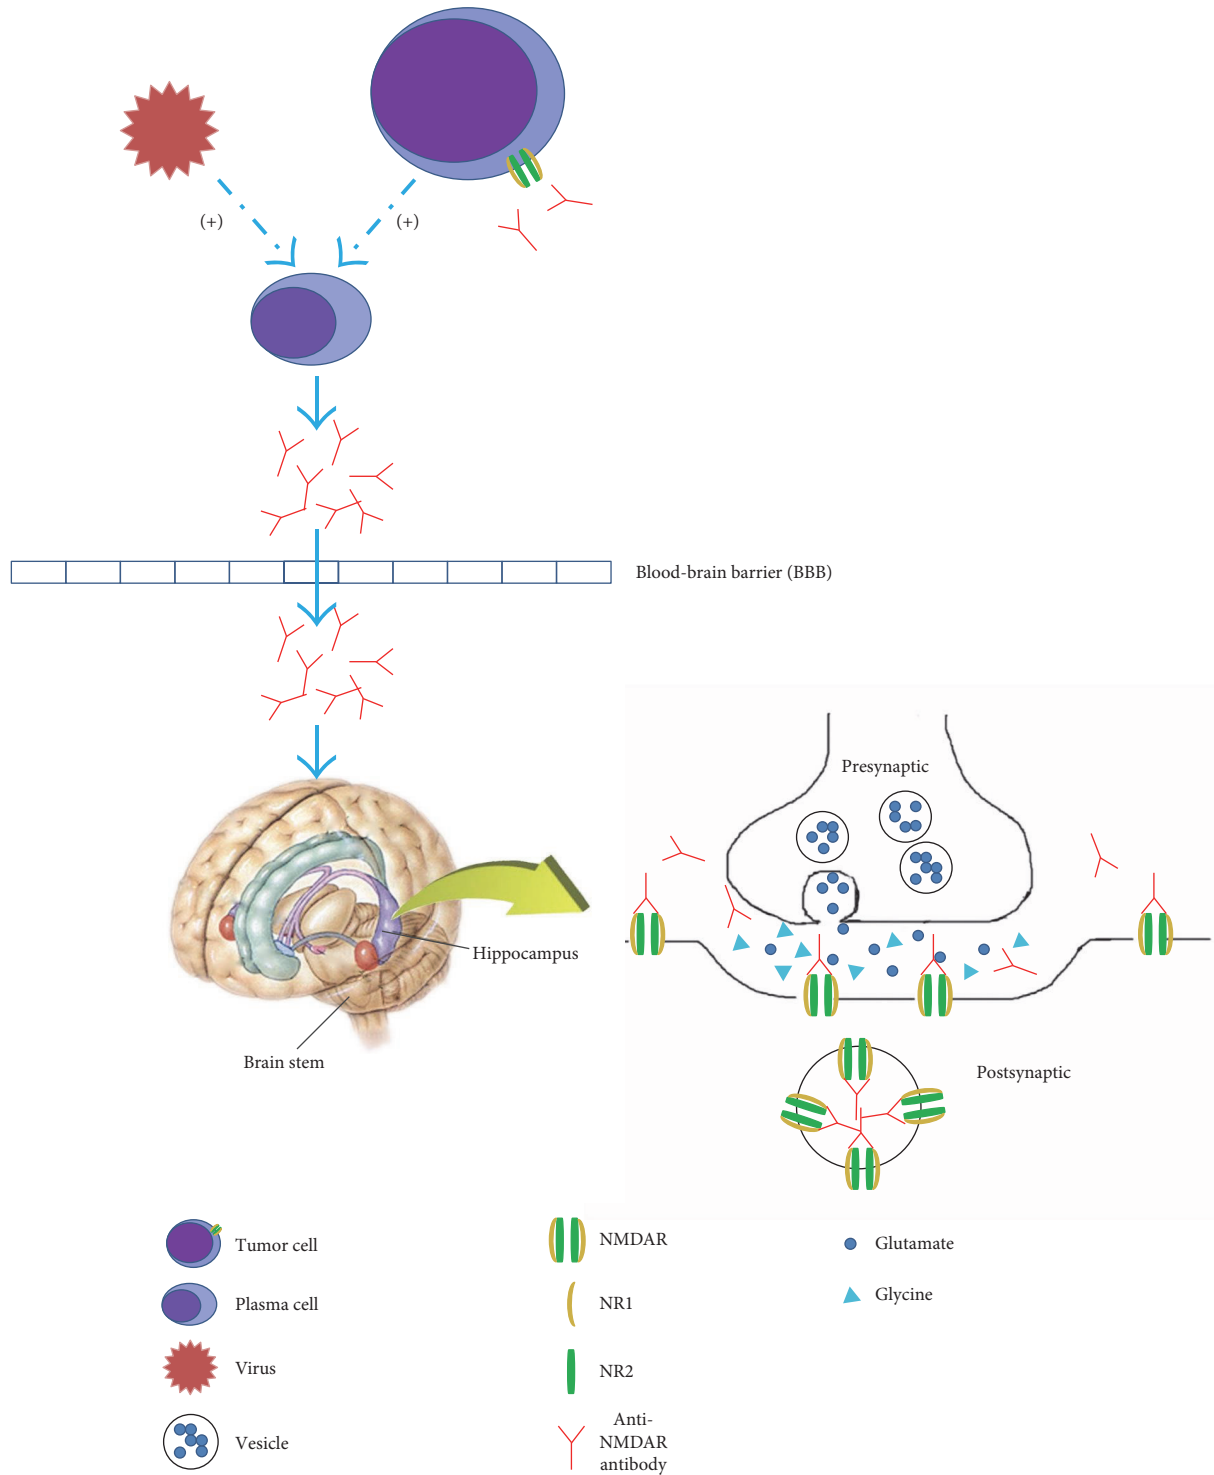 (+)
(+)
Blood-brain barrier (BBB)
Presynaptic
Hippocampus
Brain stem
Postsynaptic
Tumor cell
Plasma cell
Virus
Vesicle
NMDAR
NR1
NR2
Anti-
NMDAR
antibody
Glutamate
Glycine